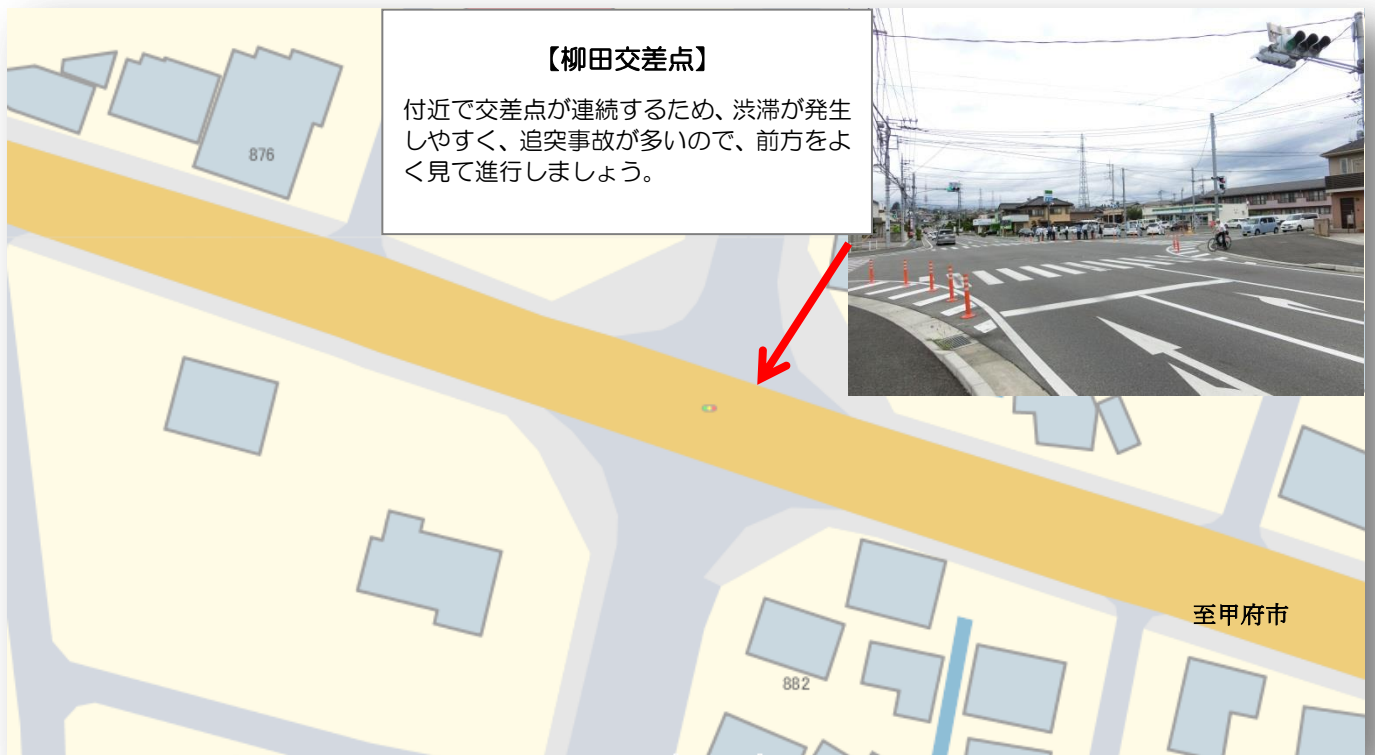 【柳田交差点】
付近で交差点が連続するため、渋滞が発生
しやすく、追突事故が多いので、前方をよ
く見て進行しましょう。
876
至甲府市
882